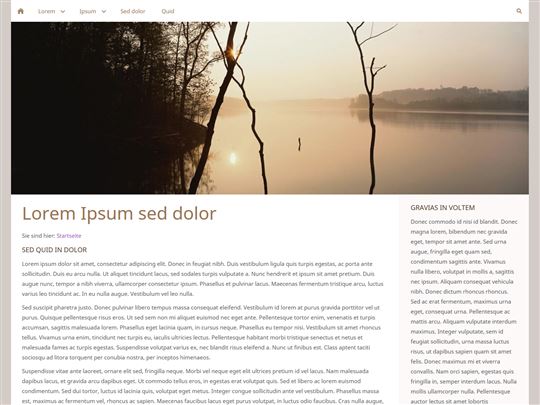 Lorem Ipsum Sed dolor Quid
Lorem Ipsum sed dolor
Sie sind hier: Startseite
SED QUID IN DOLOR
Lorem ipsum dolor sit amet, consectetur adipiscing elit. Donec in feugiat nibh. Duis vestibulum ligula quis turpis egestas, ac porta ante
sollicitudin. Duis eu arcu nulla. Ut aliquet tincidunt lacus, sed sodales turpis vulputate a. Nunc hendrerit et ipsum sit amet pretium. Duis
augue nunc, tempor a nibh viverra, ullamcorper consectetur ipsum. Phasellus et pulvinar lacus. Maecenas fermentum tristique arcu, luctus
varius leo tincidunt ac. In eu nulla augue. Vestibulum vel leo nulla.
Sed suscipit pharetra justo. Donec pulvinar libero tempus massa consequat eleifend. Vestibulum id lorem at purus gravida porttitor vel ut
purus. Quisque pellentesque risus eros. Ut sed sem non mi aliquet euismod nec eget ante. Pellentesque sodales eros et turpis
accumsan, sagittis malesuada lorem. Phasellus eget lacinia quam, in cursus neque. Phasellus eu tempor nisi. Vestibulum sit amet rhoncus
tellus. Vivamus urna enim, tincidunt nec turpis eu, iaculis ultricies lectus. Pellentesque habitant morbi tristique senectus et netus et
malesuada fames ac turpis egestas. Suspendisse volutpat varius ex, nec blandit risus eleifend a. Nunc ut finibus est. Class aptent taciti
sociosqu ad litora torquent per conubia nostra, per inceptos himenaeos.
Suspendisse vitae ante laoreet, ornare elit sed, fringilla neque. Morbi vel neque eget elit ultrices pretium id vel lacus. Nam malesuada
dapibus lacus, et gravida arcu dapibus eget. Ut commodo tellus eros, in egestas erat volutpat quis. Sed et libero ac lorem euismod
condimentum. Sed dui tortor, luctus id lacinia quis, volutpat eget metus. Integer congue sollicitudin ante vel vestibulum. Phasellus massa
est, maximus ac fermentum vel, rhoncus ac sapien. Maecenas faucibus lacus eget purus volutpat, in luctus odio faucibus. Cras nulla augue,
GRAVIAS IN VOLTEM
Donec commodo id nisi id blandit. Donec
magna lorem, bibendum nec gravida
eget, tempor sit amet ante. Sed urna
augue, fringilla eget quam sed,
condimentum sagittis ante. Vivamus
nulla libero, volutpat in mollis a, sagittis
nec ipsum. Aliquam consequat vehicula
nibh. Donec dictum rhoncus rhoncus.
Sed ac erat fermentum, maximus urna
eget, consequat urna. Pellentesque ac
mattis arcu. Aliquam vulputate interdum
maximus. Integer vulputate, sem id
interdum fringilla, urna massa luctus
risus, ut dapibus sapien quam sit amet
felis. Donec maximus mi et viverra
convallis. Nam orci sapien, egestas quis
fringilla in, semper interdum lacus. Nulla
mollis ullamcorper nulla. Vestibulum
auctor lectus sit amet lobortis